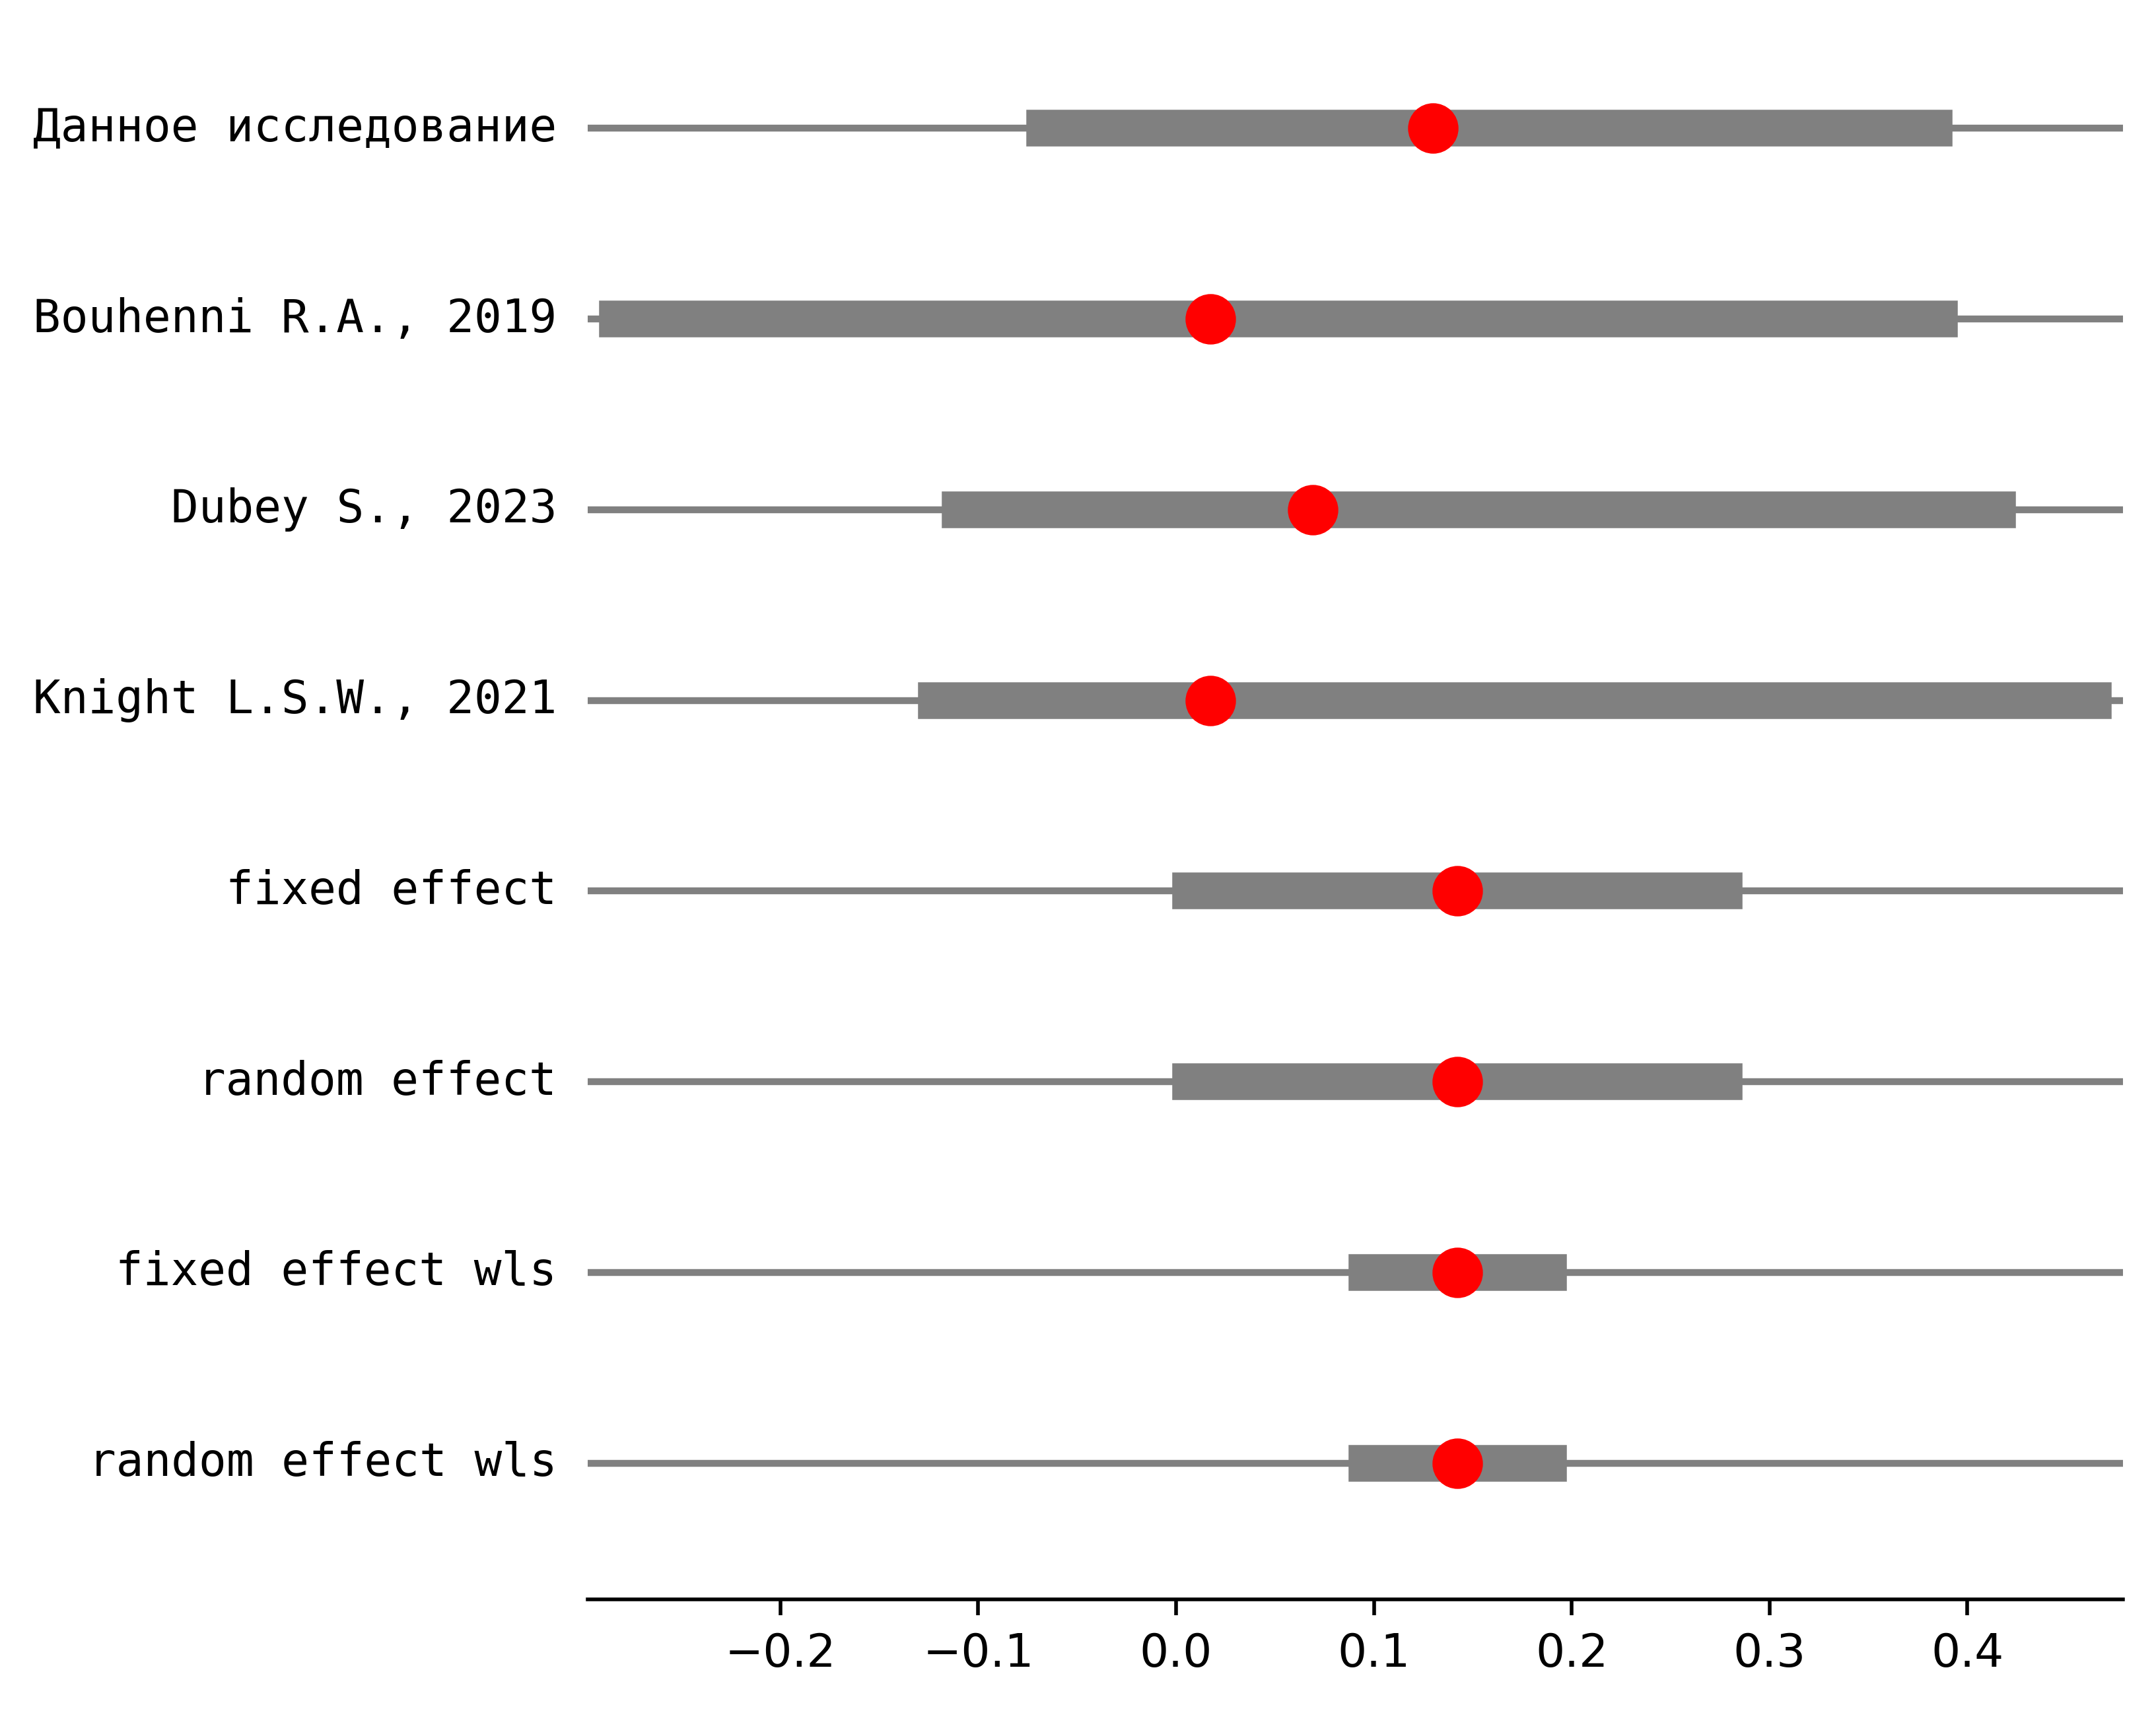 Данное исследование
Bouhenni R.A., 2019
Dubey S., 2023
Knight L.S.W., 2021
fixed effect
random effect
fixed effect wls
random effect wls
−0.2 −0.1 0.0 0.1 0.2 0.3 0.4